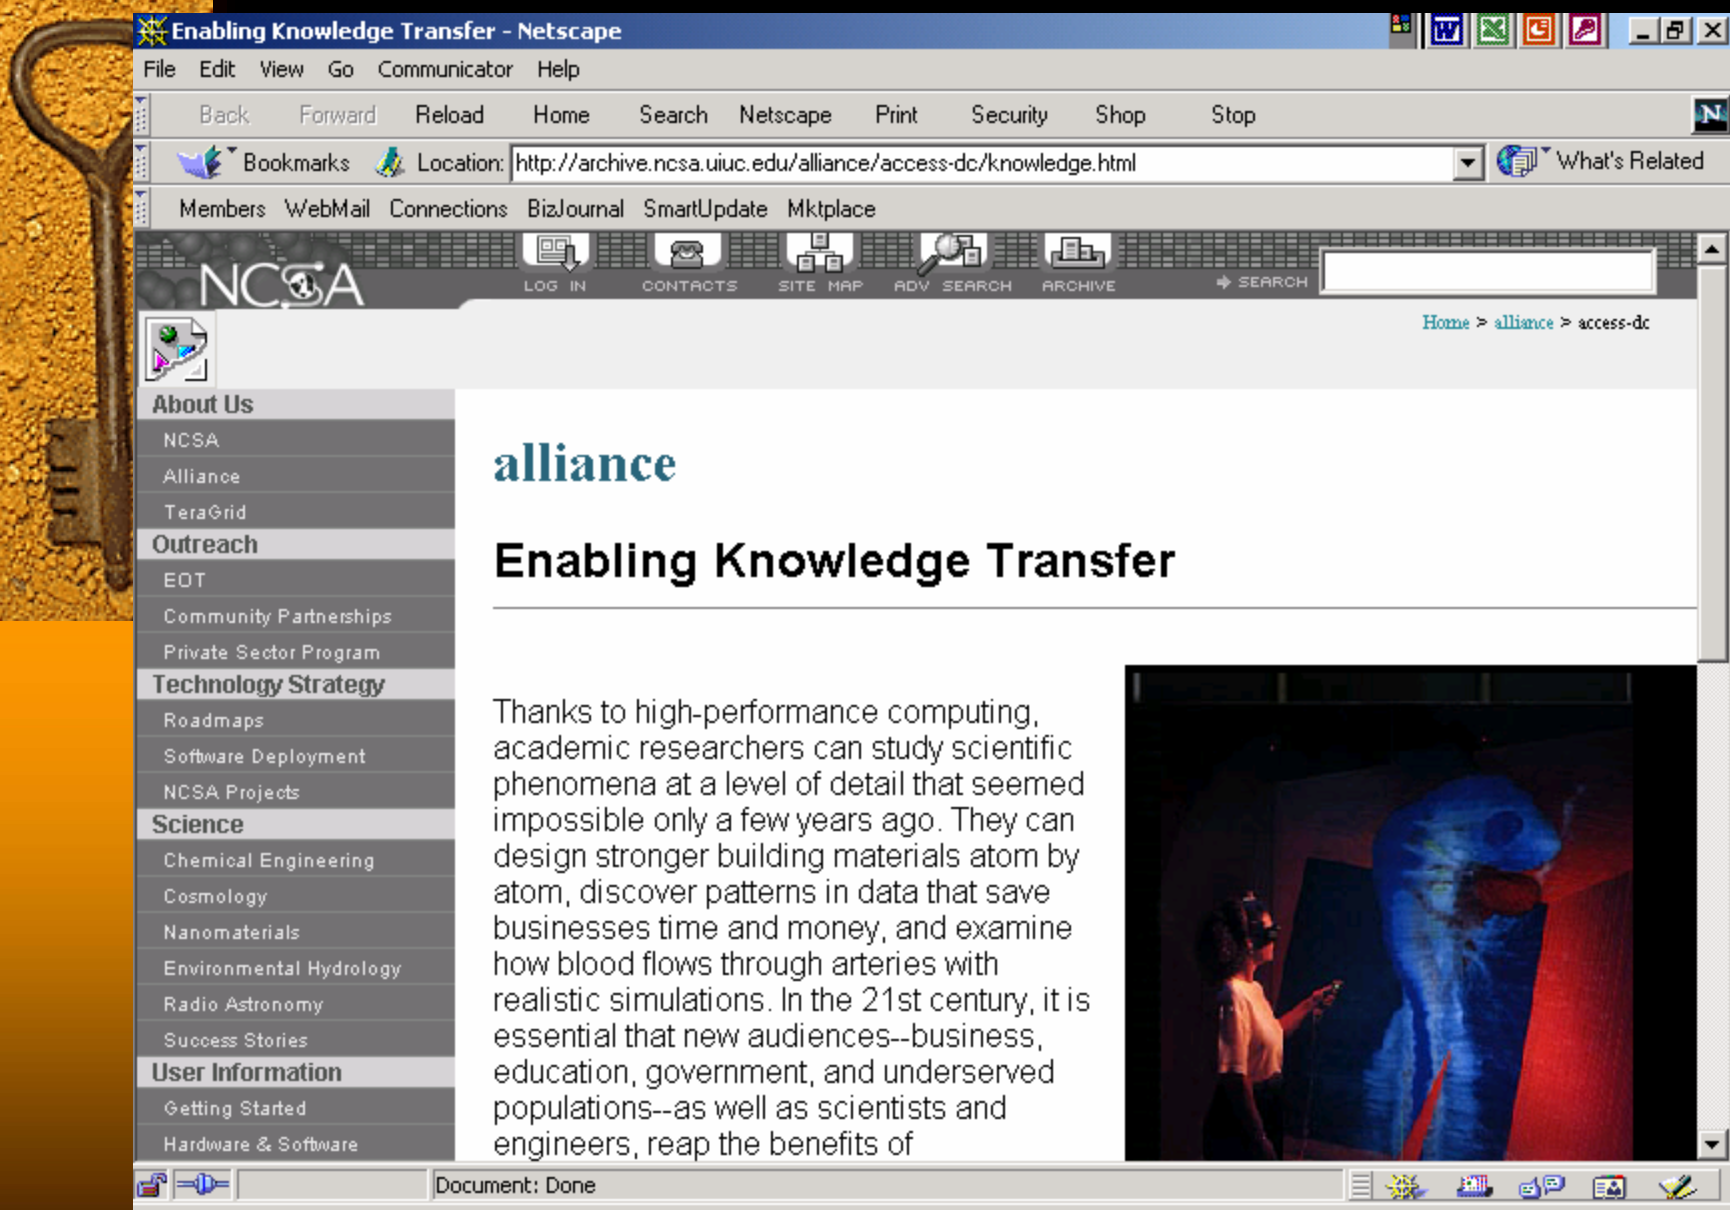 Enabling Knowledge Transfer - Netscape
File Edit View Go Communicator Help
Back Forward Reload Home Search Netscape Print Security Shop Stop
N
Bookmarks Location: http://archive.ncsa.uiuc.edu/alliance/access-dc/knowledge.html What's Related
Members WebMail Connections BizJournal SmartUpdate Mktplace
NCSA
LOG IN CONTACTS SITE MAP ADV SEARCH ARCHIVE SEARCH
Home > alliance > access-dc
About Us
NCSA
Alliance
TeraGrid
Outreach
EOT
Community Partnerships
Private Sector Program
Technology Strategy
Roadmaps
Software Deployment
NCSA Projects
Science
Chemical Engineering
Cosmology
Nanomaterials
Environmental Hydrology
Radio Astronomy
Success Stories
User Information
Getting Started
Hardware & Software
alliance
Enabling Knowledge Transfer
Thanks to high-performance computing,
academic researchers can study scientific
phenomena at a level of detail that seemed
impossible only a few years ago. They can
design stronger building materials atom by
atom, discover patterns in data that save
businesses time and money, and examine
how blood flows through arteries with
realistic simulations. In the 21st century, it is
essential that new audiences--business,
education, government, and underserved
populations--as well as scientists and
engineers, reap the benefits of
Document: Done